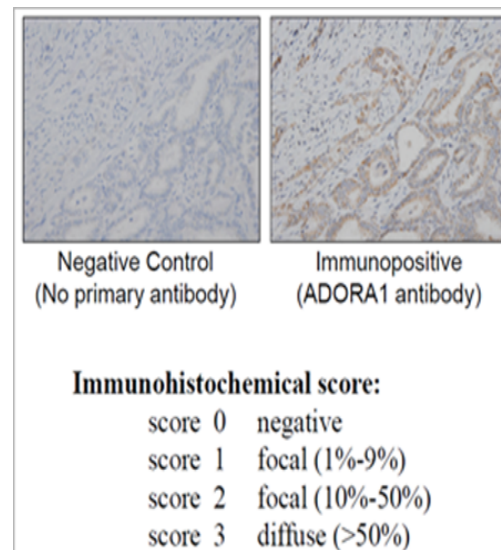 Negative Control
(No primary antibody)
Immunopositive
(ADORA1 antibody)
Immunohistochemical score:
score 0 negative
score 1 focal (1%-9%)
score 2 focal (10%-50%)
score 3 diffuse (>50%)